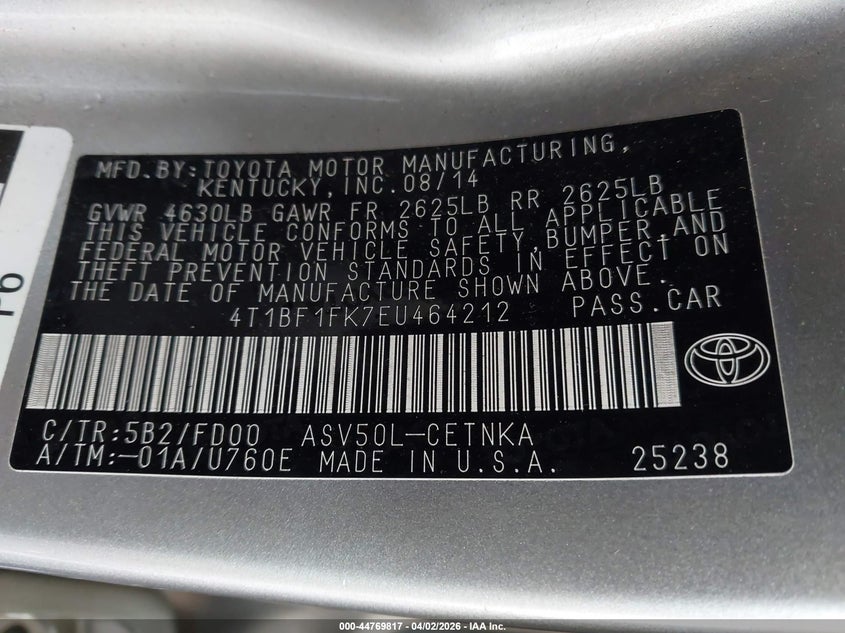 MFD.BY:TOYOTA MOTOR MANUFACTURING,
KENTUCKY,INC.08/14
GVWR 4630LB GAWR FR 2625LB RR 2625LB
THIS VEHICLE CONFORMS TO ALL APPLICABLE
FEDERAL MOTOR VEHICLE SAFETY,BUMPER,AND
THEFT PREVENTION STANDARDS IN EFFECT ON
THE DATE OF MANUFACTURE SHOWN ABOVE.
4T1BF1FK7EU464212 PASS.CAR
C/TR:5B2/FD00 ASV50L-CETNKA
A/TM:-01A/U760E MADE IN U.S.A. 25238
000-44769817 | 04/02/2026 - IAA Inc.